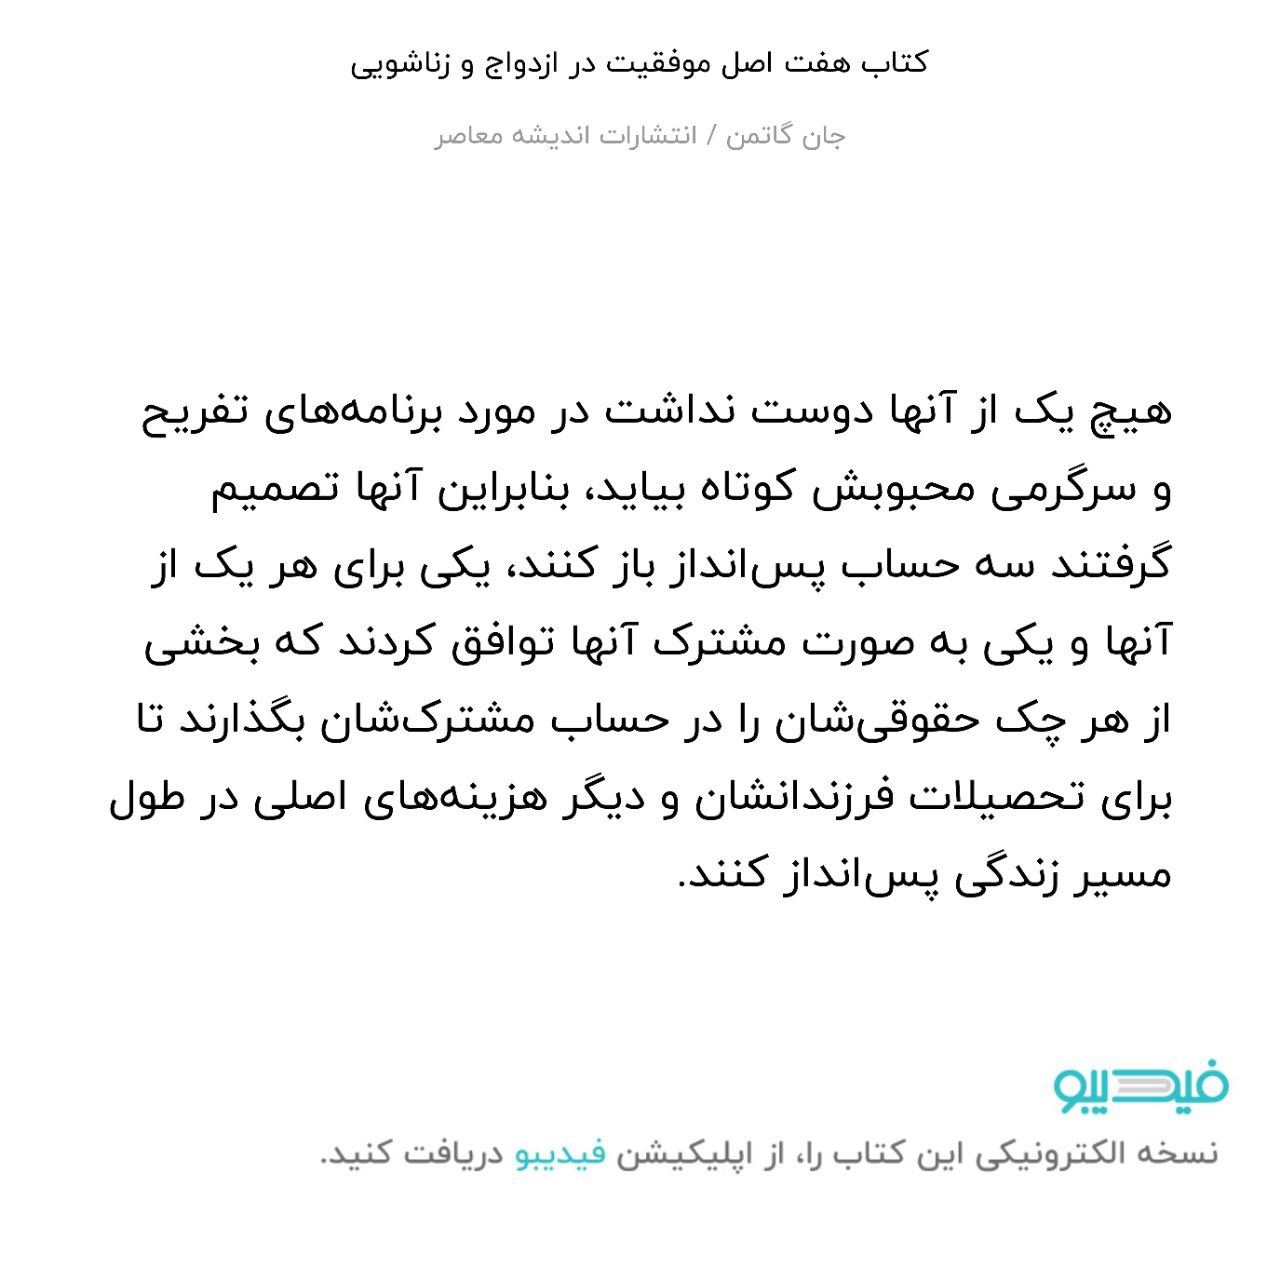 کتاب هفت اصل موفقیت در ازدواج و زناشویی
جان گاتمن / انتشارات اندیشه معاصر
هیچ یک از آنها دوست نداشت در مورد برنامه‌های تفریح
و سرگرمی محبوبش کوتاه بیاید، بنابراین آنها تصمیم
گرفتند سه حساب پس‌انداز باز کنند، یکی برای هر یک از
آنها و یکی به صورت مشترک آنها توافق کردند که بخشی
از هر چک حقوقی‌شان را در حساب مشترک‌شان بگذارند تا
برای تحصیلات فرزندانشان و دیگر هزینه‌های اصلی در طول
مسیر زندگی پس‌انداز کنند.
فیدیبو
نسخه الکترونیکی این کتاب را، از اپلیکیشن فیدیبو دریافت کنید.